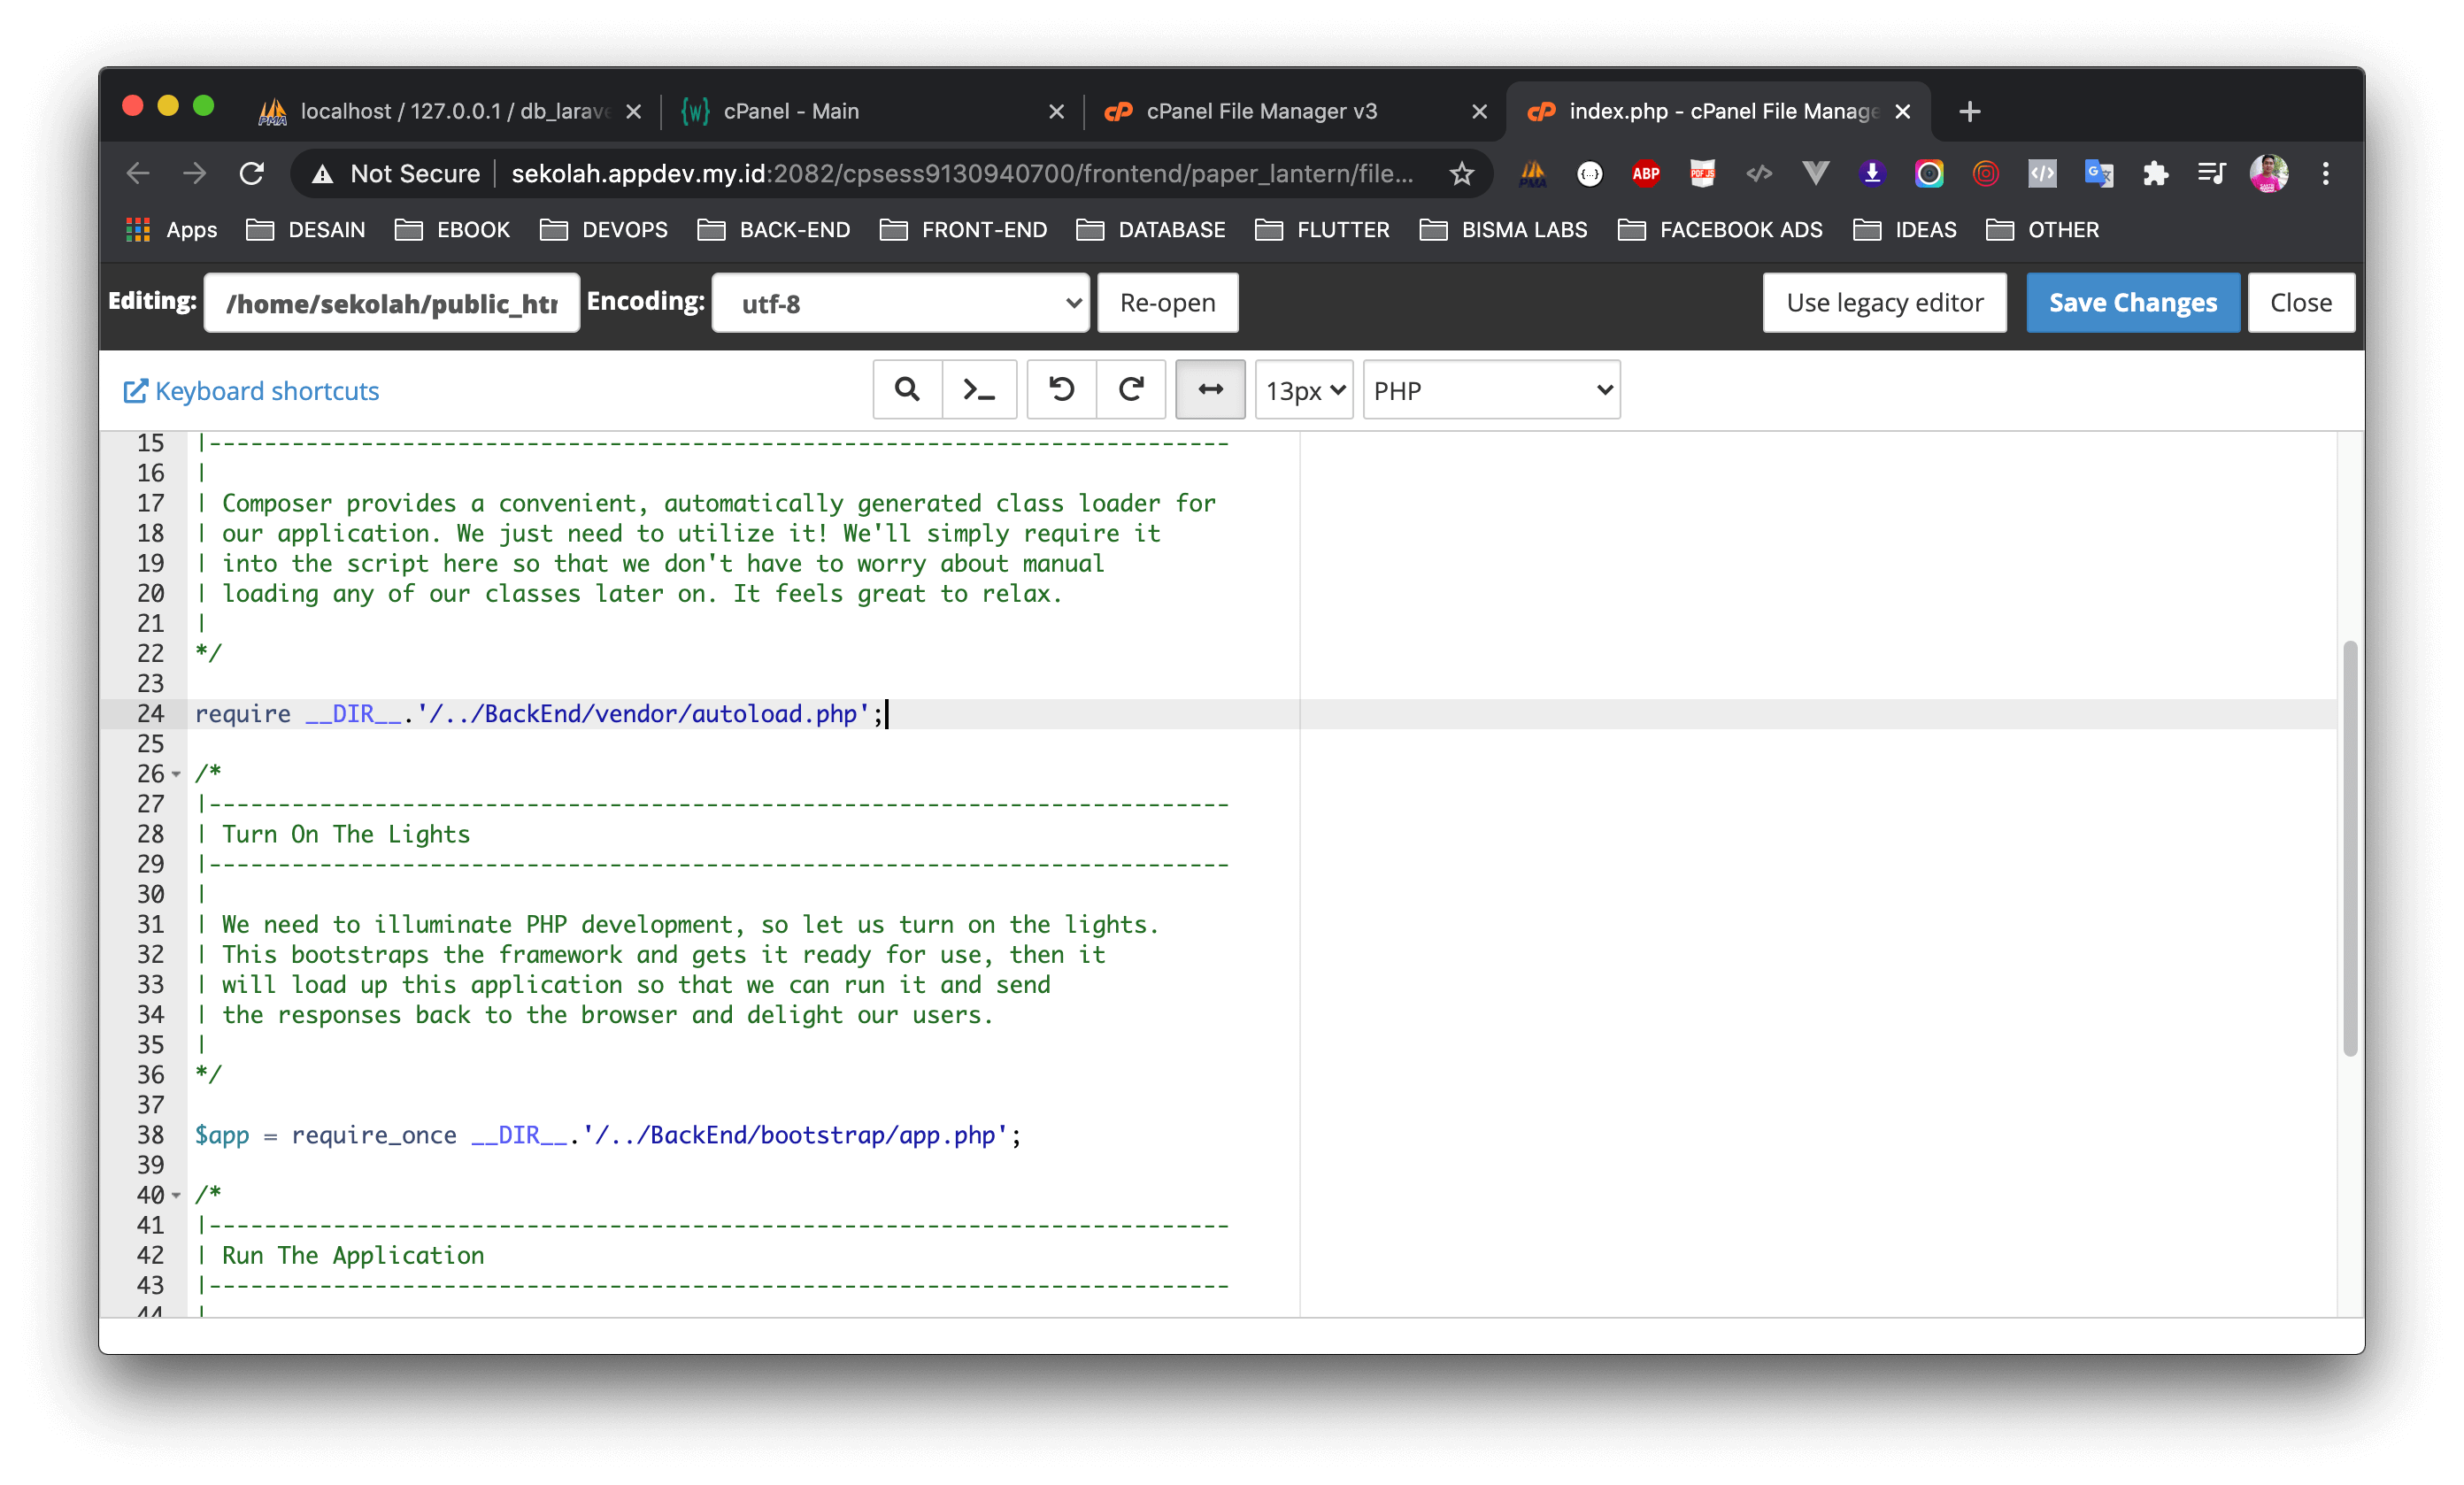 localhost / 127.0.0.1 / db_larave
cPanel - Main
cPanel File Manager v3
index.php - cPanel File Manage
Not Secure sekolah.appdev.my.id:2082/cpsess9130940700/frontend/paper_lantern/file...
Apps DESAIN EBOOK DEVOPS BACK-END FRONT-END DATABASE FLUTTER BISMA LABS FACEBOOK ADS IDEAS OTHER
Editing: /home/sekolah/public_htr Encoding: utf-8 Re-open Use legacy editor Save Changes Close
Keyboard shortcuts 13px PHP
15 |--------------------------------------------------------------------------
16 |
17 | Composer provides a convenient, automatically generated class loader for
18 | our application. We just need to utilize it! We'll simply require it
19 | into the script here so that we don't have to worry about manual
20 | loading any of our classes later on. It feels great to relax.
21 |
22 */
23
24 require __DIR__.'/../BackEnd/vendor/autoload.php';
25
26 /*
27 |--------------------------------------------------------------------------
28 | Turn On The Lights
29 |--------------------------------------------------------------------------
30 |
31 | We need to illuminate PHP development, so let us turn on the lights.
32 | This bootstraps the framework and gets it ready for use, then it
33 | will load up this application so that we can run it and send
34 | the responses back to the browser and delight our users.
35 |
36 */
37
38 $app = require_once __DIR__.'/../BackEnd/bootstrap/app.php';
39
40 /*
41 |--------------------------------------------------------------------------
42 | Run The Application
43 |--------------------------------------------------------------------------
44 |